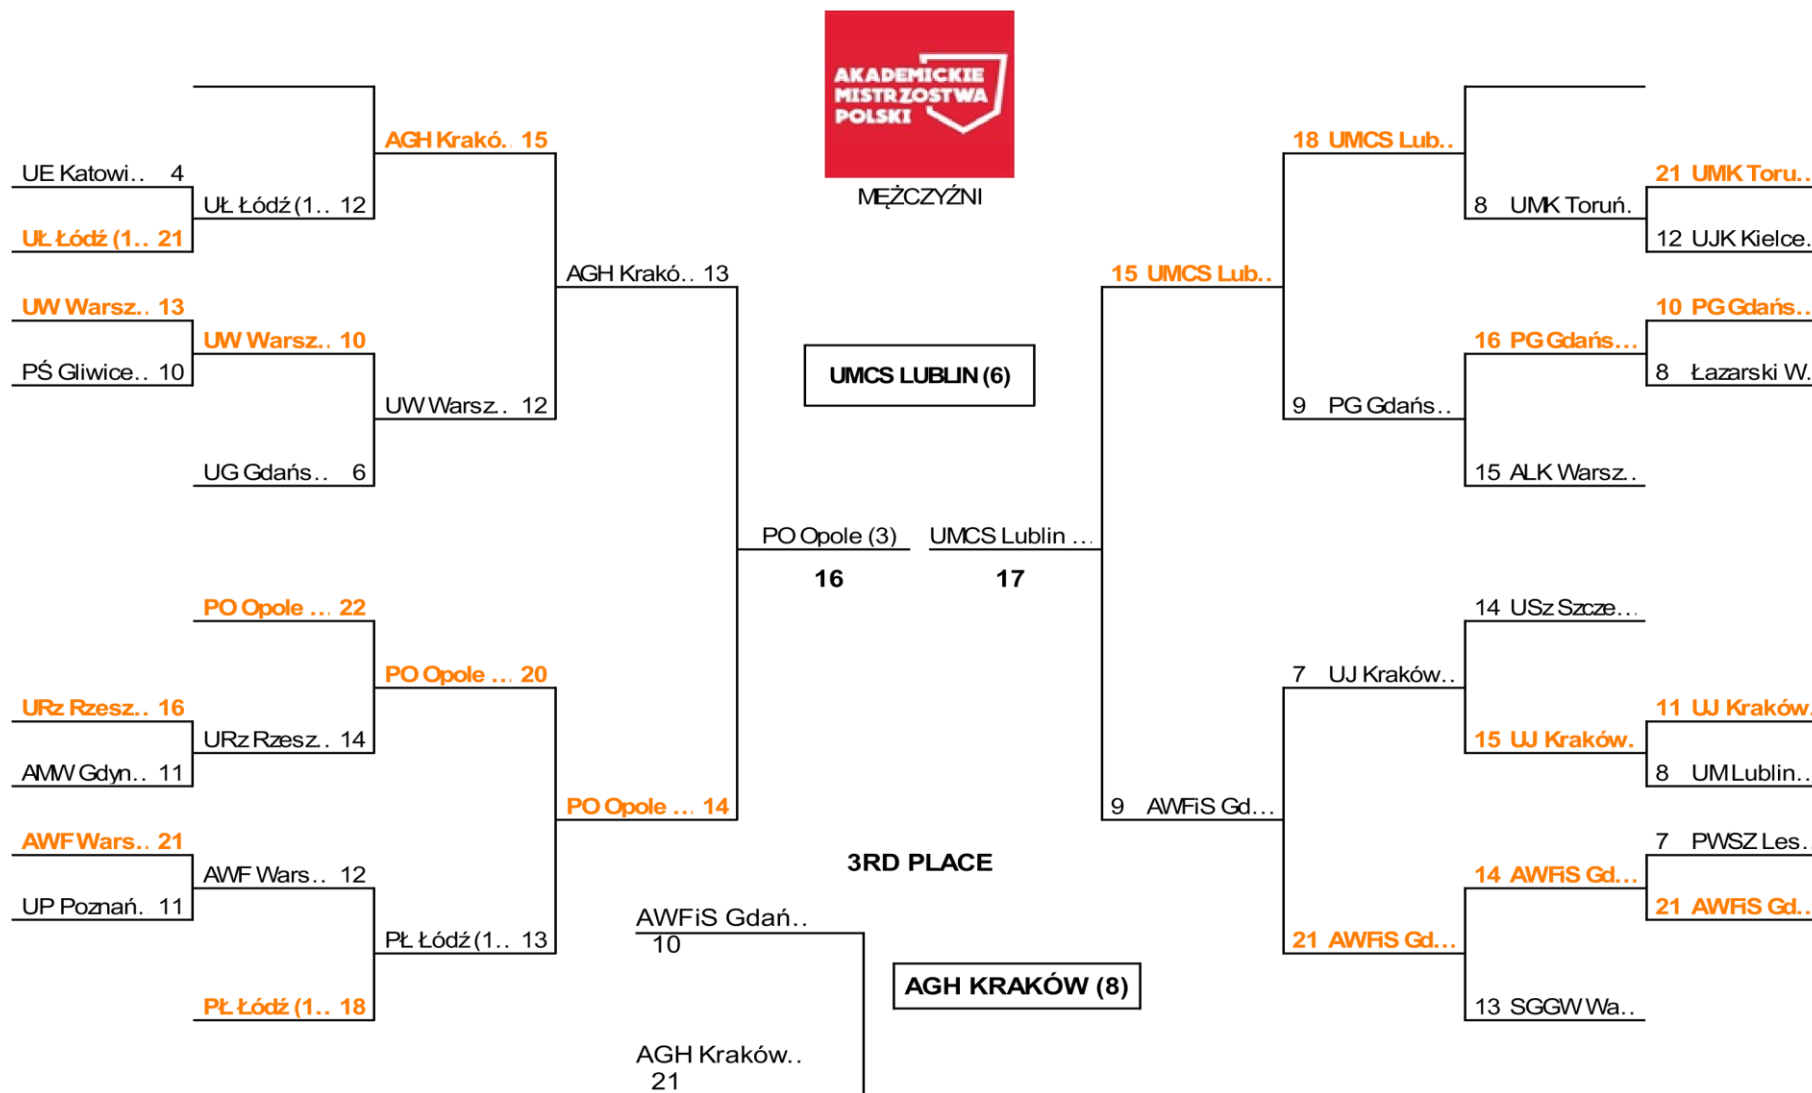 AKADEMICKIE
MISTRZOSTWA
POLSKI
MĘŻCZYŹNI
AGH Krakó.. 15
UE Katowi.. 4
UŁ Łódź (1.. 12
UŁ Łódź (1.. 21
AGH Krakó.. 13
UW Warsz.. 13
UW Warsz.. 10
PŚ Gliwice.. 10
UW Warsz.. 12
UG Gdańs.. 6
PO Opole (3)
16
PO Opole ... 22
PO Opole ... 20
URz Rzesz.. 16
URz Rzesz.. 14
AMW Gdyn.. 11
PO Opole ... 14
AWF Wars.. 21
AWF Wars.. 12
UP Poznań. 11
PŁ Łódź (1.. 13
PŁ Łódź (1.. 18
UMCS LUBLIN (6)
UMCS Lublin ...
17
18 UMCS Lub..
21 UMK Toru..
8 UMK Toruń.
12 UJK Kielce.
15 UMCS Lub..
10 PG Gdańs..
16 PG Gdańs...
8 Łazarski W.
9 PG Gdańs..
15 ALK Warsz..
14 USz Szcze...
7 UJ Kraków..
11 UJ Kraków.
15 UJ Kraków.
8 UM Lublin..
9 AWFiS Gd...
7 PWSZ Les..
14 AWFiS Gd...
21 AWFiS Gd..
21 AWFiS Gd...
13 SGGW Wa..
3RD PLACE
AWFiS Gdań..
10
AGH KRAKÓW (8)
AGH Kraków..
21